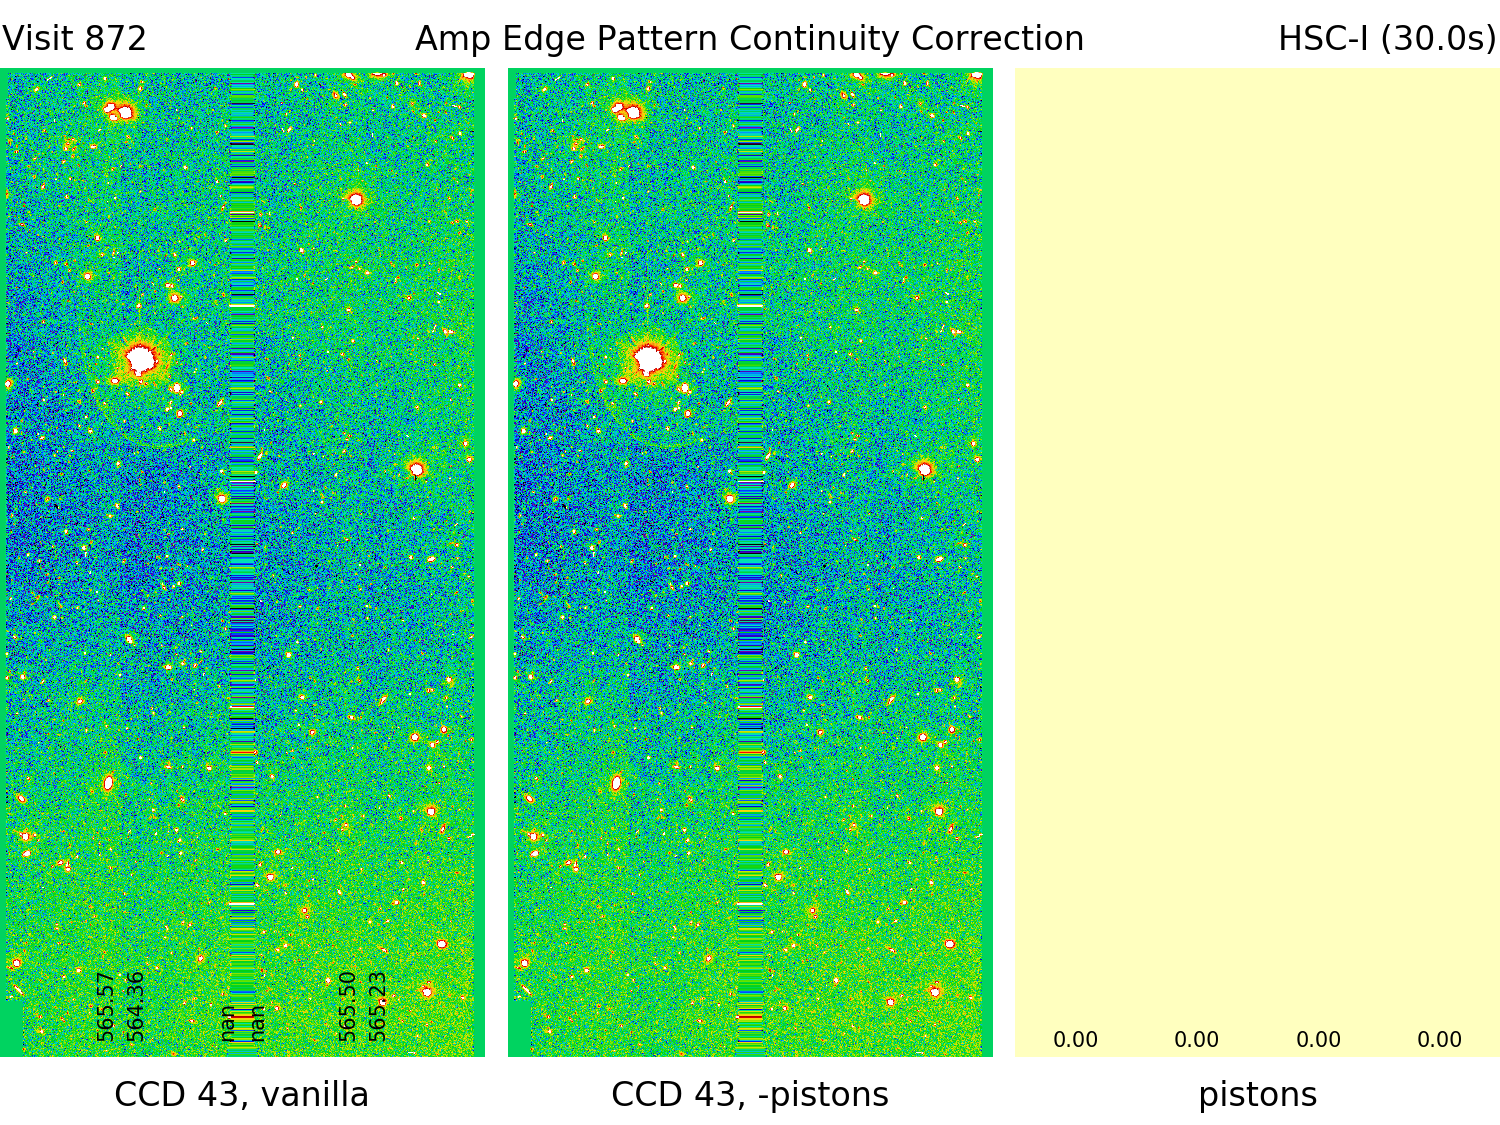 Visit 872
Amp Edge Pattern Continuity Correction
HSC-I (30.0s)
565.57
564.36
nan
nan
565.50
565.23
0.00
0.00
0.00
0.00
CCD 43, vanilla
CCD 43, -pistons
pistons